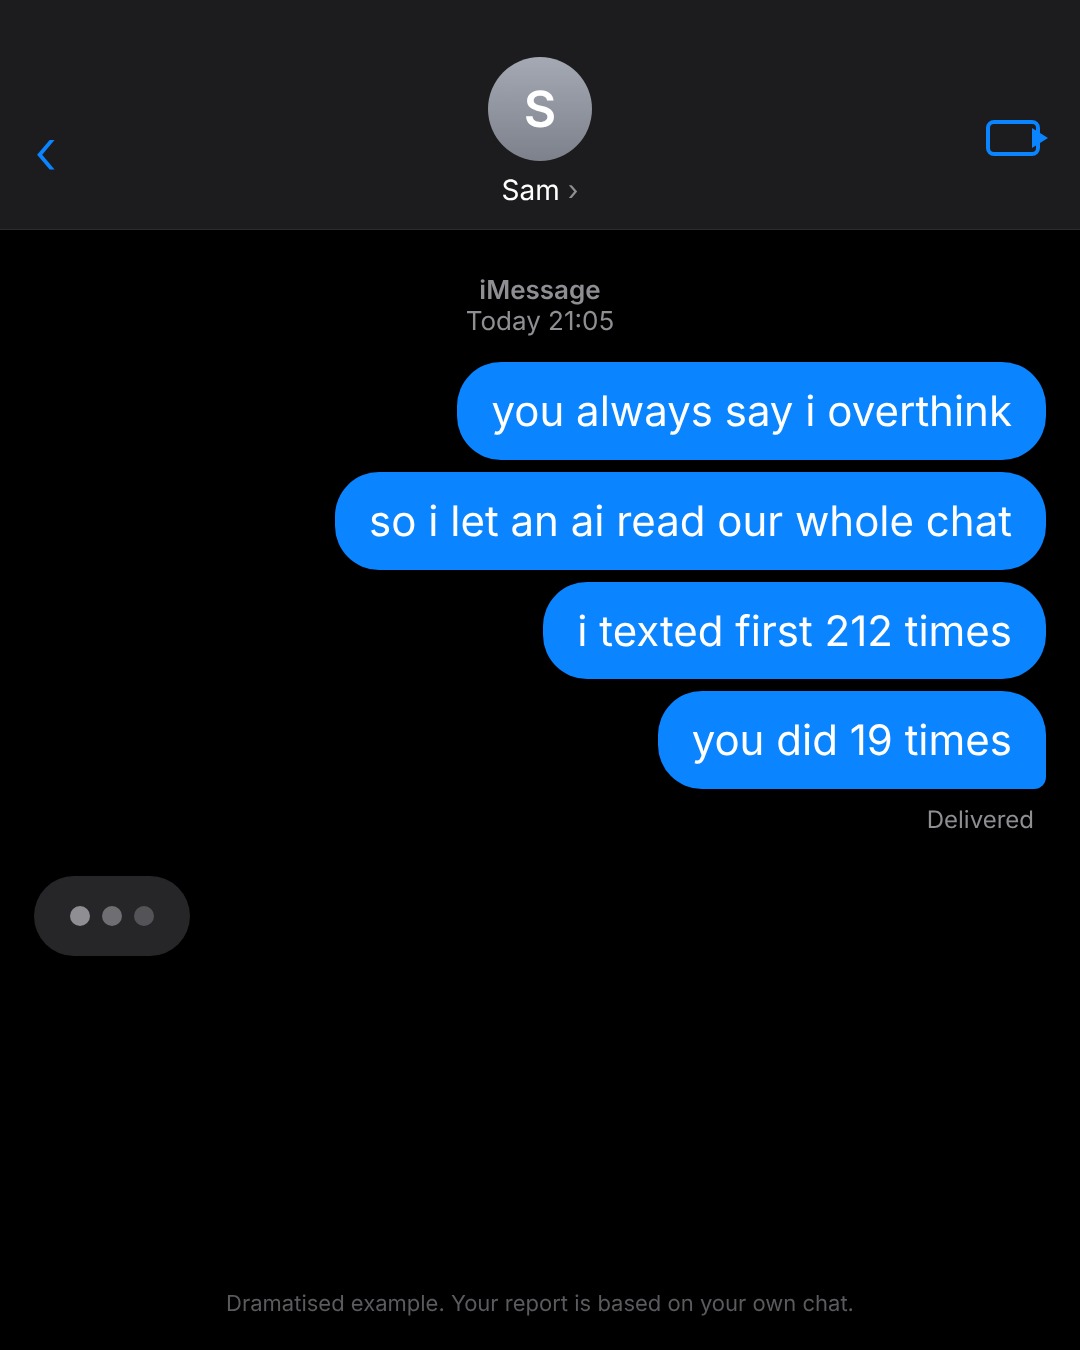 S
Sam ›
iMessage
Today 21:05
you always say i overthink
so i let an ai read our whole chat
i texted first 212 times
you did 19 times
Delivered
Dramatised example. Your report is based on your own chat.